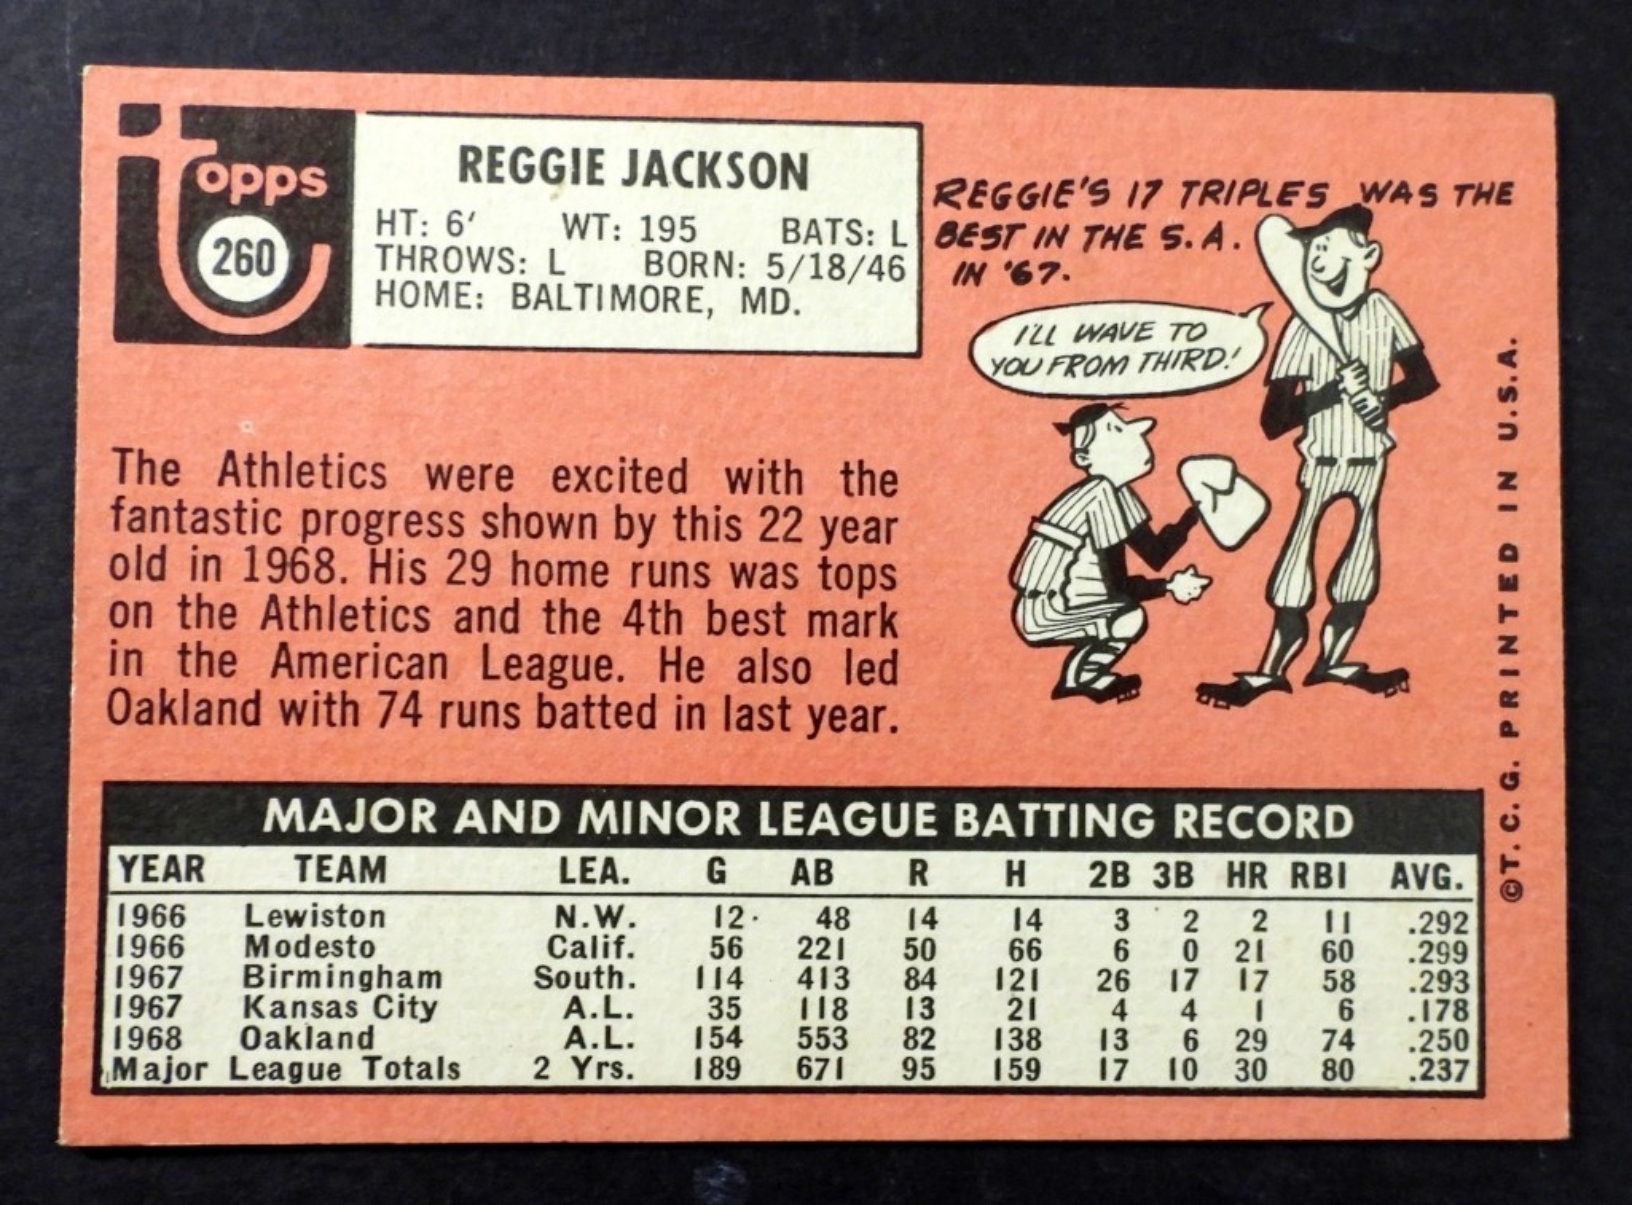 topps
260
REGGIE JACKSON
HT: 6' WT: 195 BATS: L
THROWS: L BORN: 5/18/46
HOME: BALTIMORE, MD.
REGGIE'S 17 TRIPLES WAS THE
BEST IN THE S. A.
IN '67.
I'LL WAVE TO
YOU FROM THIRD!
The Athletics were excited with the
fantastic progress shown by this 22 year
old in 1968. His 29 home runs was tops
on the Athletics and the 4th best mark
in the American League. He also led
Oakland with 74 runs batted in last year.
©T. C. G. PRINTED IN U.S.A.
MAJOR AND MINOR LEAGUE BATTING RECORD
YEAR TEAM LEA. G AB R H 2B 3B HR RBI AVG.
1966 Lewiston N.W. 12 48 14 14 3 2 2 11 .292
1966 Modesto Calif. 56 221 50 66 6 0 21 60 .299
1967 Birmingham South. 114 413 84 121 26 17 17 58 .293
1967 Kansas City A.L. 35 118 13 21 4 4 1 6 .178
1968 Oakland A.L. 154 553 82 138 13 6 29 74 .250
Major League Totals 2 Yrs. 189 671 95 159 17 10 30 80 .237